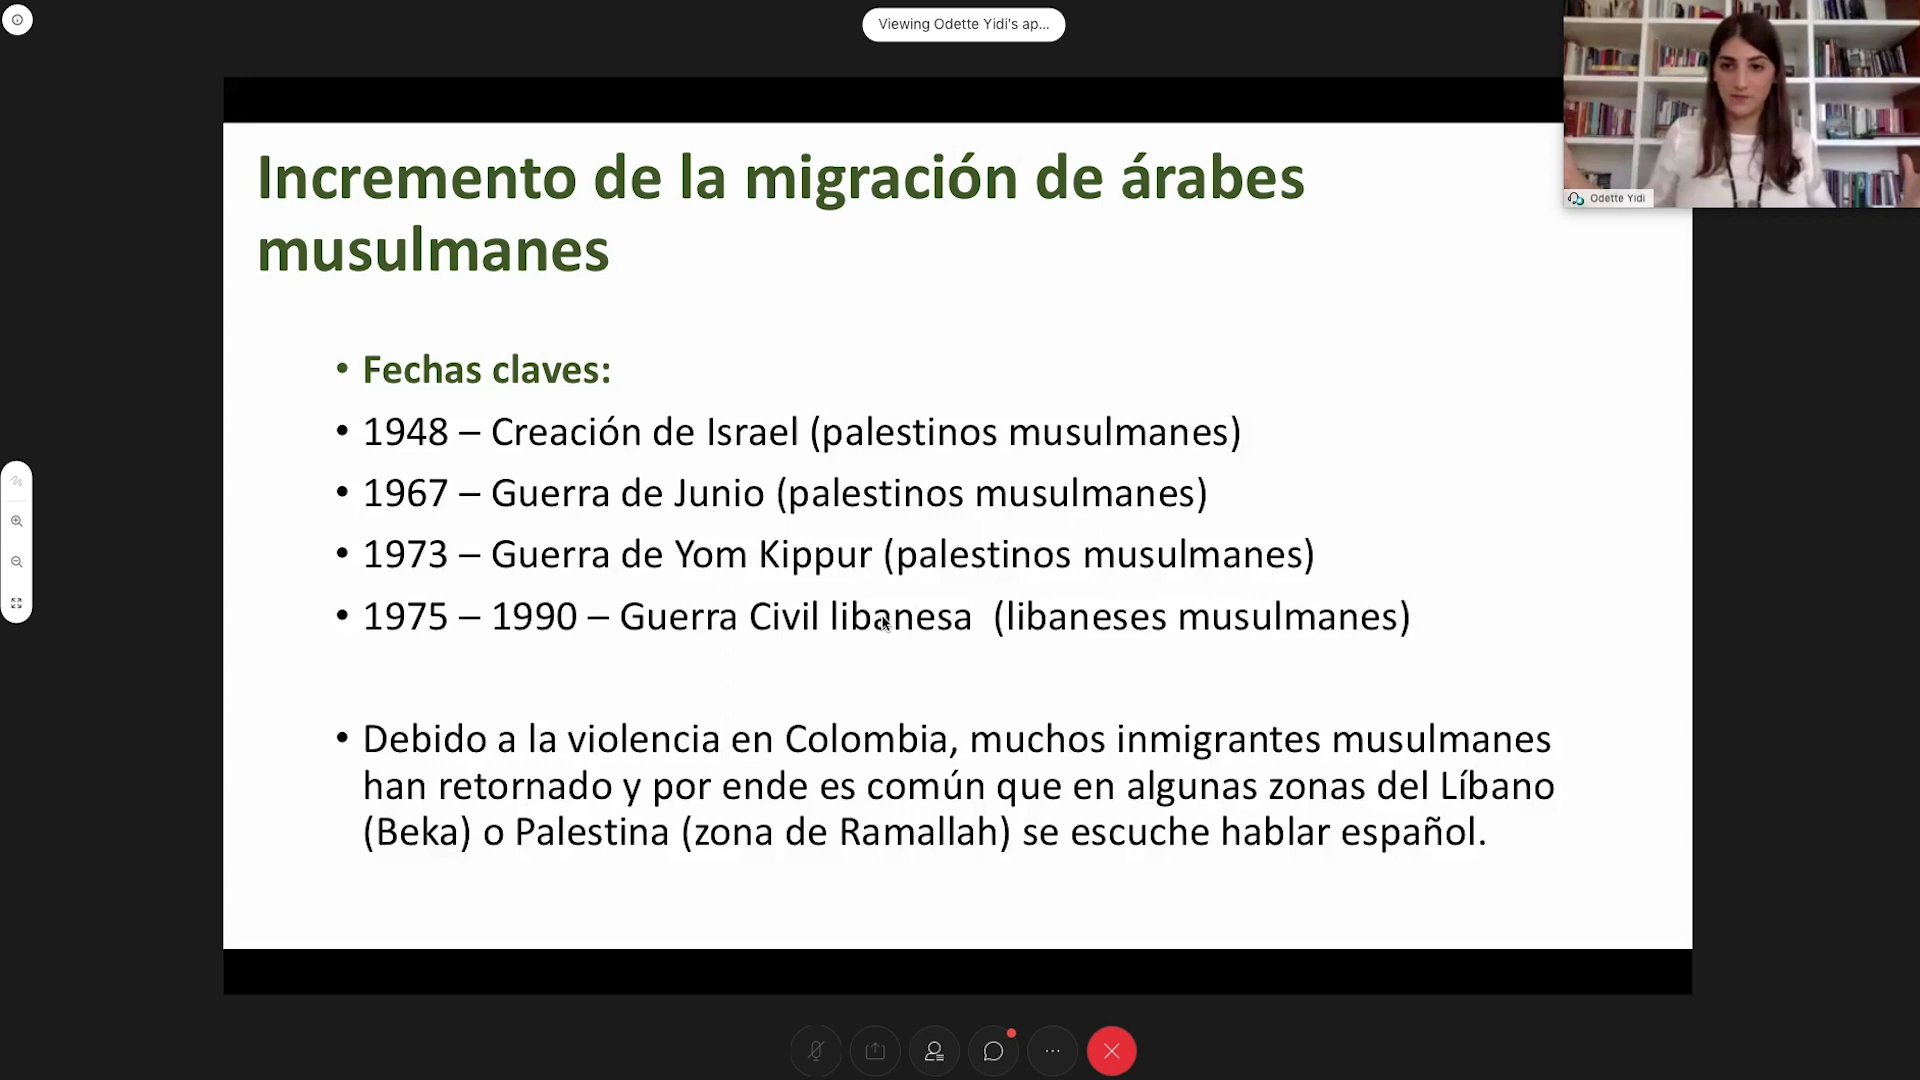 Viewing Odette Yidi's ap...
Odette Yidi
Incremento de la migración de árabes
musulmanes
• Fechas claves:
• 1948 – Creación de Israel (palestinos musulmanes)
• 1967 – Guerra de Junio (palestinos musulmanes)
• 1973 – Guerra de Yom Kippur (palestinos musulmanes)
• 1975 – 1990 – Guerra Civil libanesa (libaneses musulmanes)
• Debido a la violencia en Colombia, muchos inmigrantes musulmanes
han retornado y por ende es común que en algunas zonas del Líbano
(Beka) o Palestina (zona de Ramallah) se escuche hablar español.